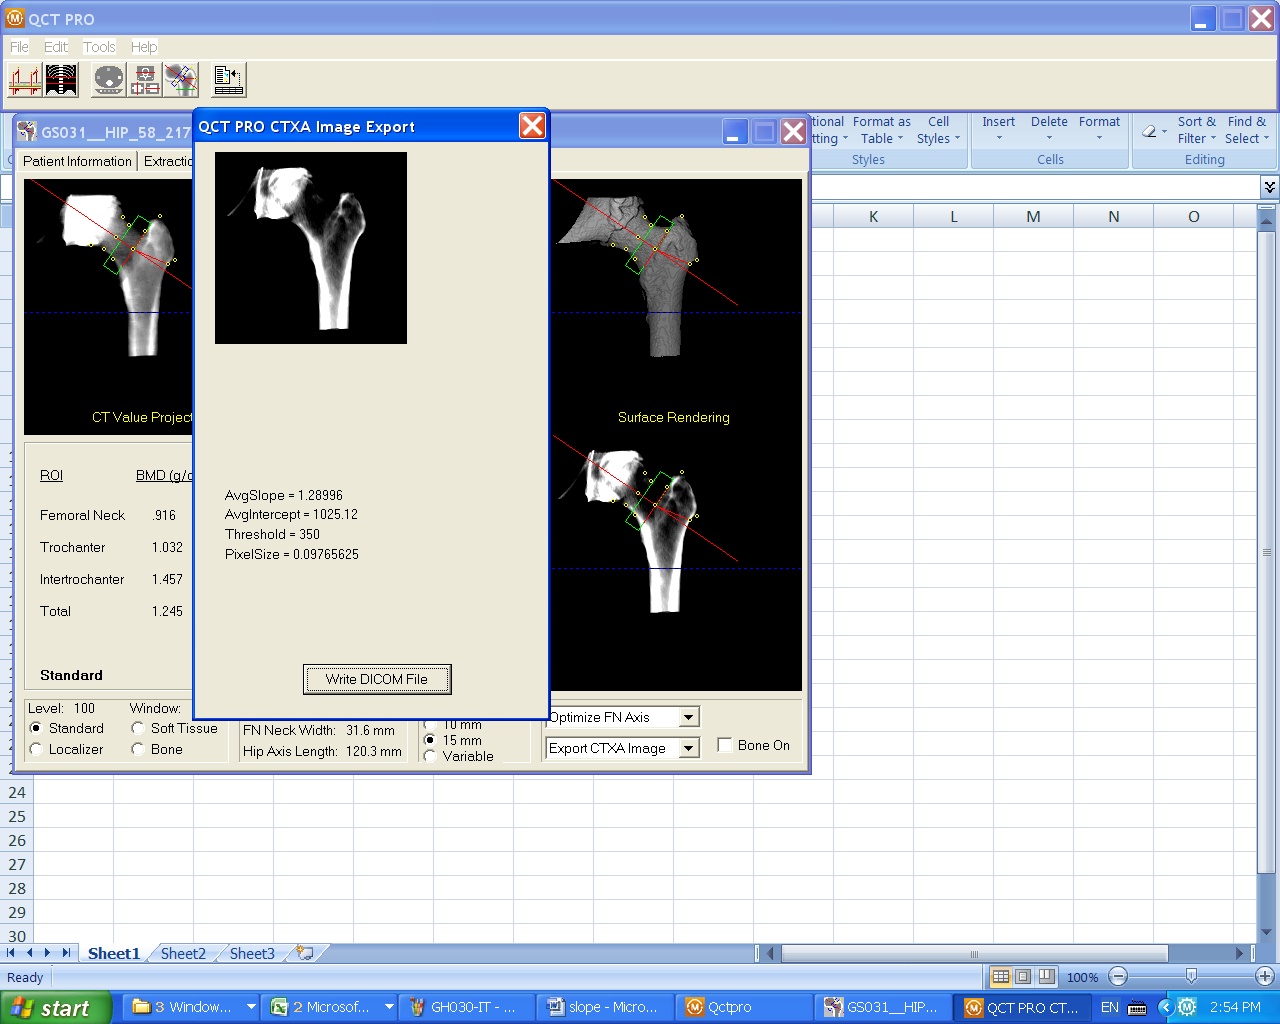 QCT PRO
File Edit Tools Help
QCT PRO CTXA Image Export
GS031__HIP_58_217
Patient Information
Extractio
tional Format as Cell
tting Table Styles
Styles
Insert Delete Format
Cells
Sort & Find &
Filter Select
Editing
K L M N O
CT Value Project
Surface Rendering
ROI BMD (g/c
Femoral Neck .916
Trochanter 1.032
Intertrochanter 1.457
Total 1.245
Standard
AvgSlope = 1.28996
AvgIntercept = 1025.12
Threshold = 350
PixelSize = 0.09765625
Write DICOM File
Level: 100 Window:
Standard Soft Tissue
Localizer Bone
FN Neck Width: 31.6 mm
Hip Axis Length: 120.3 mm
10 mm
15 mm
Variable
Optimize FN Axis
Export CTXA Image
Bone On
24
25
26
27
28
29
30
Sheet1 Sheet2 Sheet3
Ready
100%
start
3 Window...
2 Microsof...
GH030-IT - ...
slope - Micro...
Qctpro
GS031__HIP...
QCT PRO CT...
EN
2:54 PM